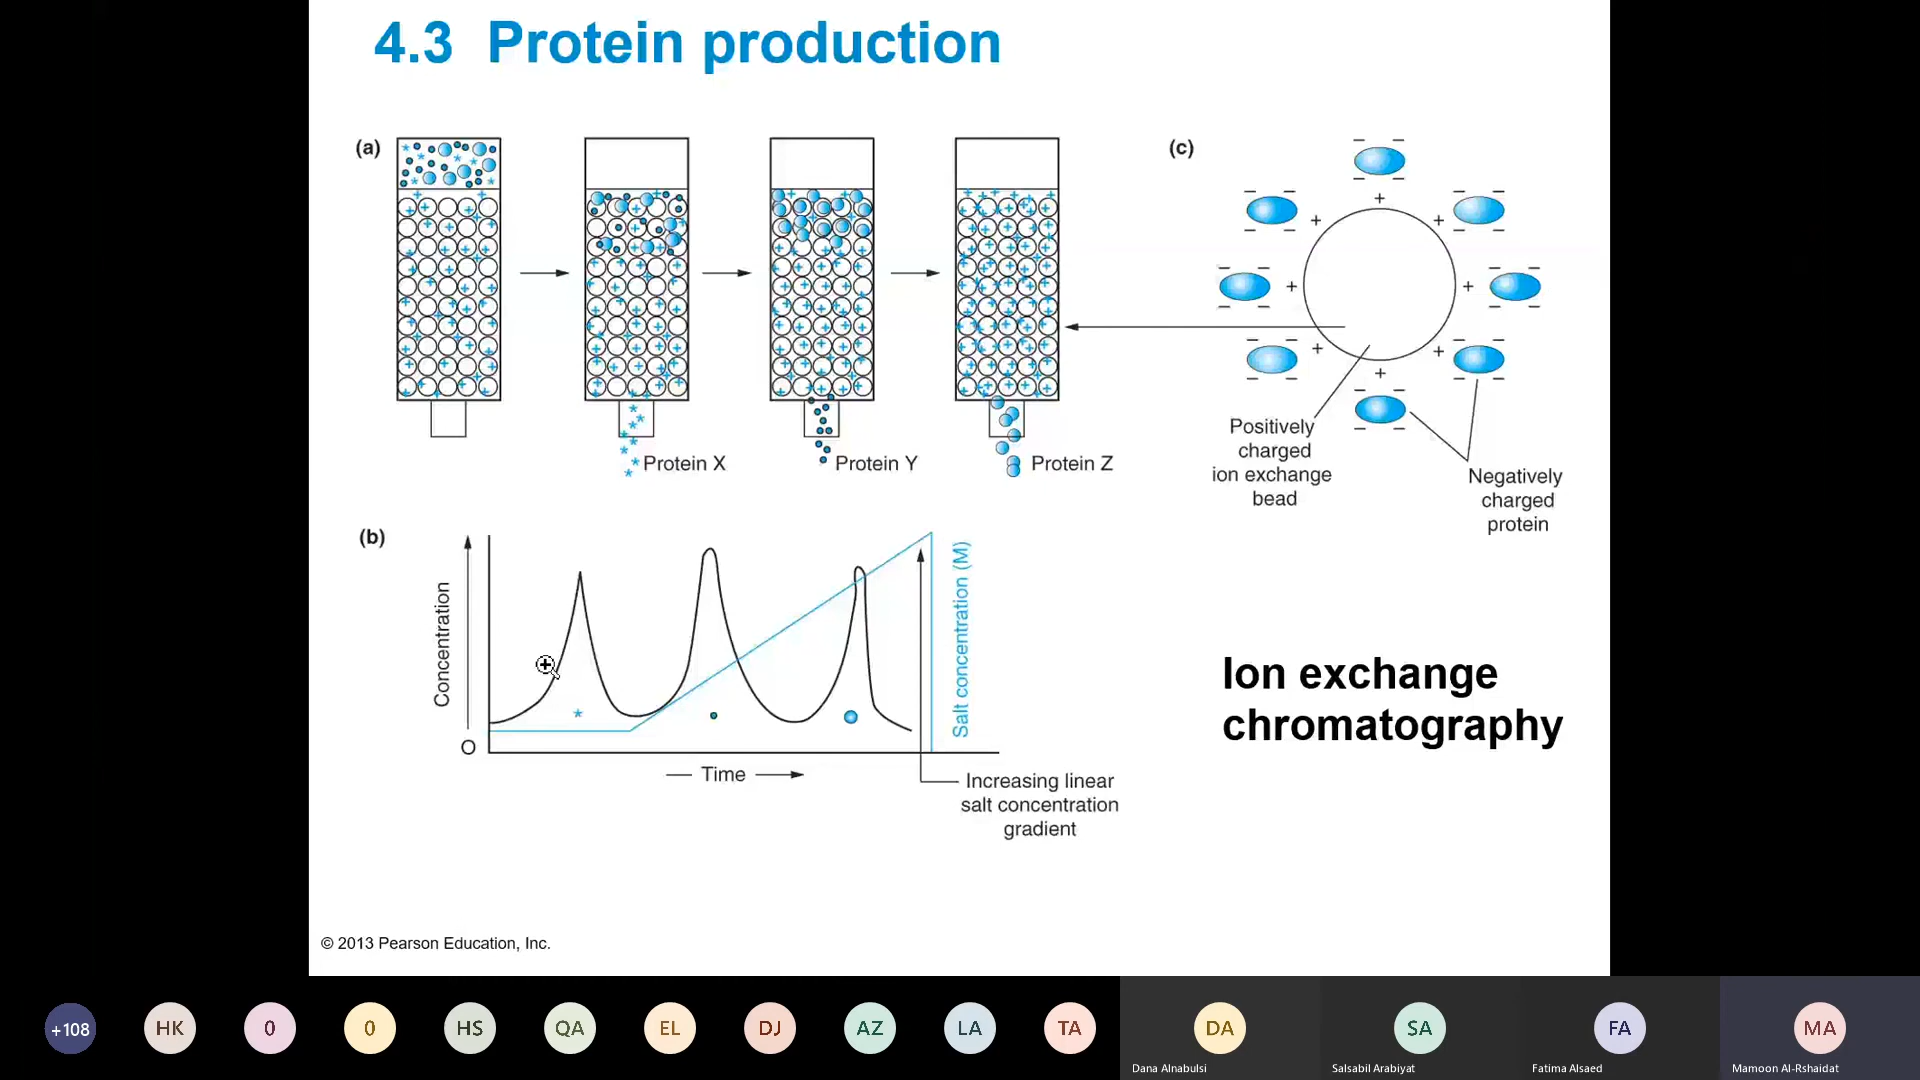 4.3 Protein production
(a)
Protein X
Protein Y
Protein Z
(c)
Positively
charged
ion exchange
bead
Negatively
charged
protein
(b)
Concentration
O
Time
Salt concentration (M)
Increasing linear
salt concentration
gradient
Ion exchange
chromatography
© 2013 Pearson Education, Inc.
+108
HK
0
0
HS
QA
EL
DJ
AZ
LA
TA
DA
SA
FA
MA
Dana Alnabulsi
Salsabil Arabiyat
Fatima Alsaed
Mamoon Al-Rshaidat